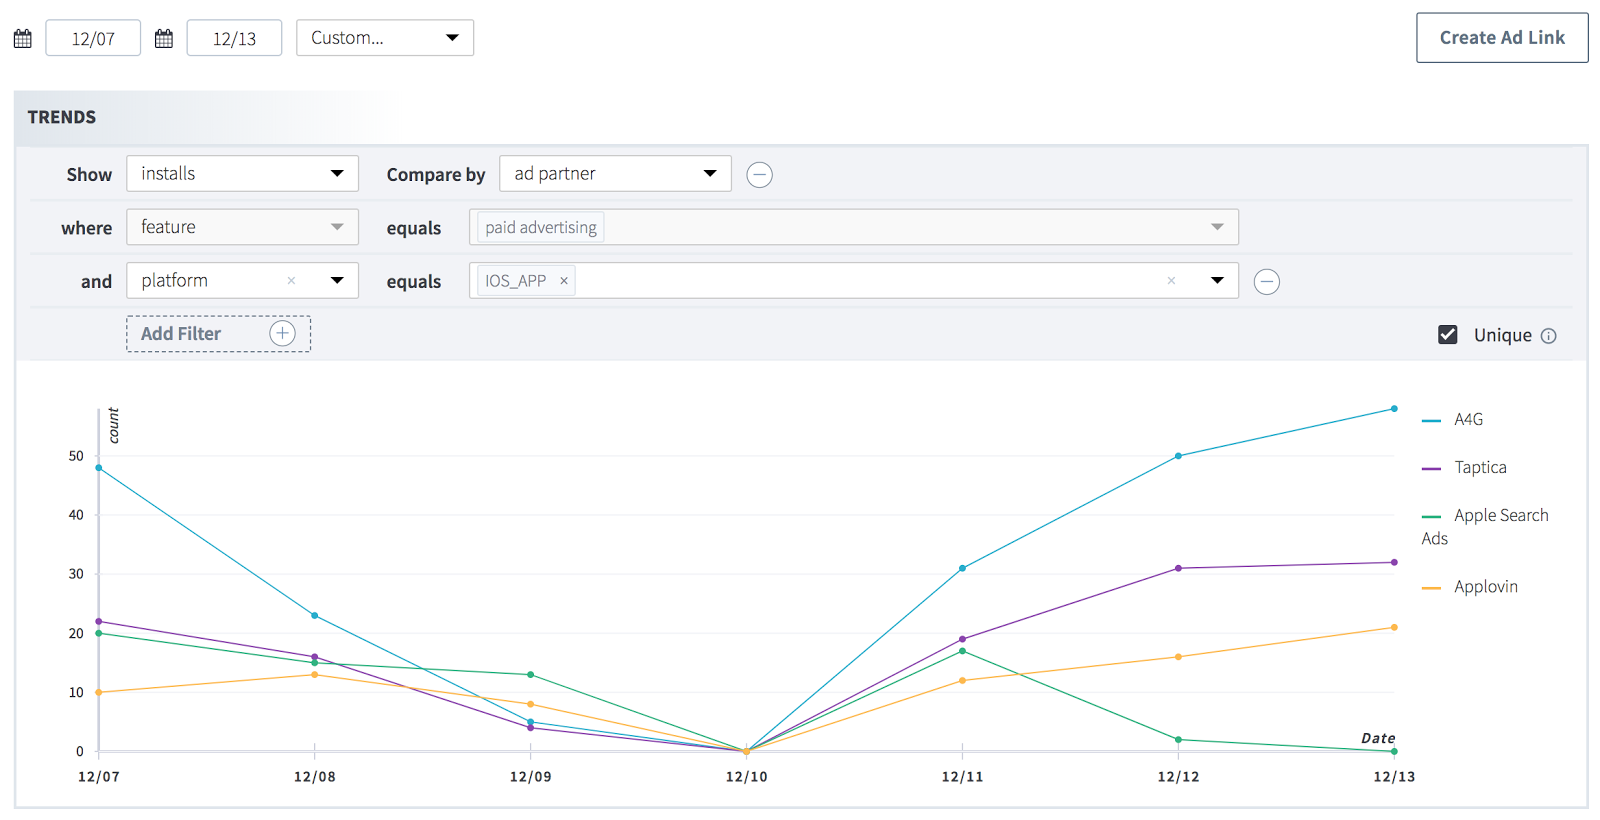 12/07 12/13 Custom... Create Ad Link
TRENDS
Show installs Compare by ad partner
where feature equals paid advertising
and platform × equals IOS_APP × ×
Add Filter Unique
count
A4G
Taptica
Apple Search
Ads
Applovin
50
40
30
20
10
0
Date
12/07 12/08 12/09 12/10 12/11 12/12 12/13